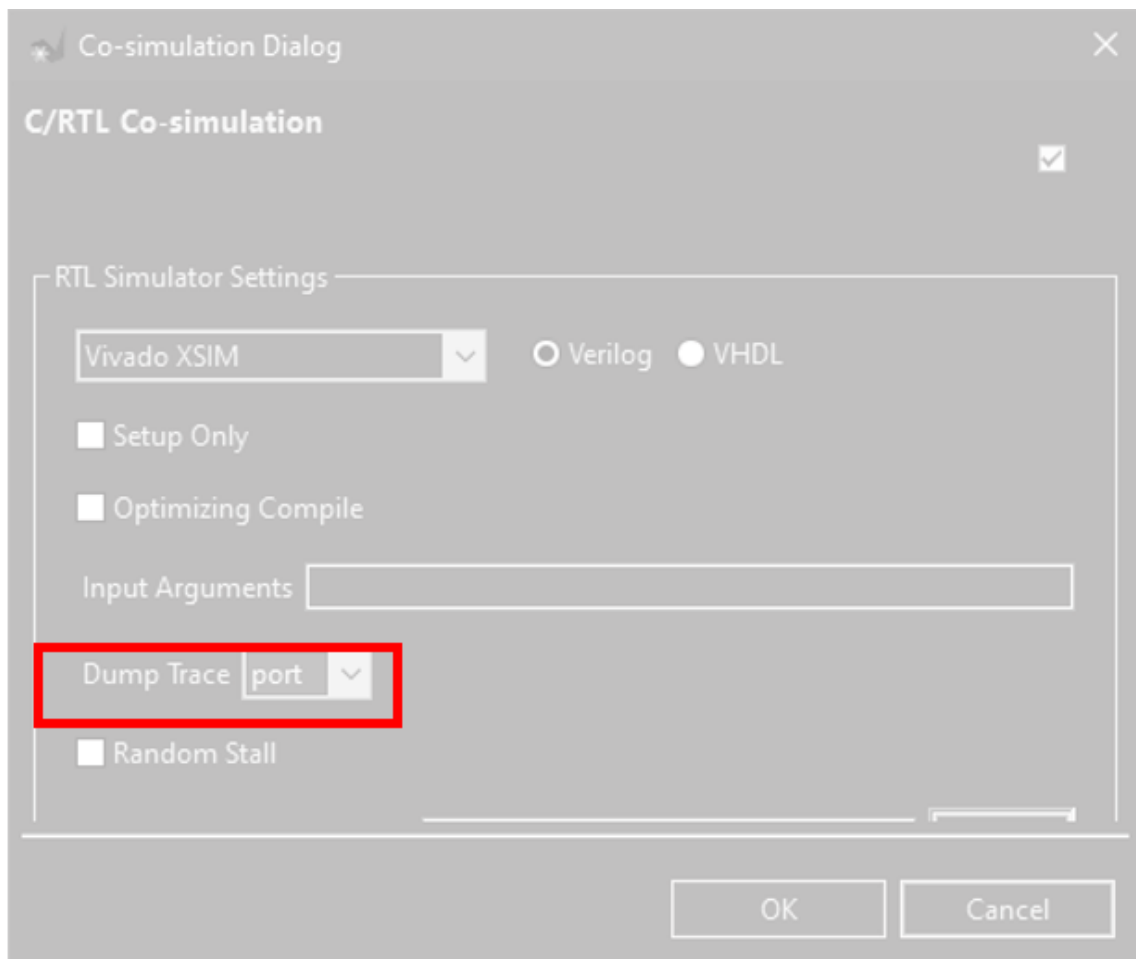 Co-simulation Dialog
C/RTL Co-simulation
RTL Simulator Settings
Vivado XSIM Verilog VHDL
Setup Only
Optimizing Compile
Input Arguments
Dump Trace port
Random Stall
OK Cancel